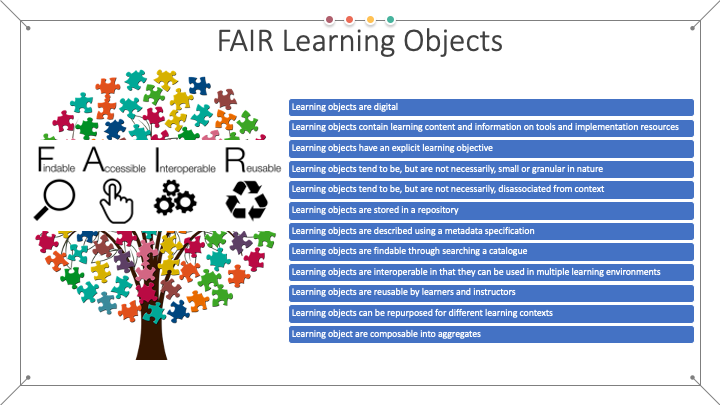 FAIR Learning Objects
Findable Accessible Interoperable Reusable
Learning objects are digital
Learning objects contain learning content and information on tools and implementation resources
Learning objects have an explicit learning objective
Learning objects tend to be, but are not necessarily, small or granular in nature
Learning objects tend to be, but are not necessarily, disassociated from context
Learning objects are stored in a repository
Learning objects are described using a metadata specification
Learning objects are findable through searching a catalogue
Learning objects are interoperable in that they can be used in multiple learning environments
Learning objects are reusable by learners and instructors
Learning objects can be repurposed for different learning contexts
Learning object are composable into aggregates